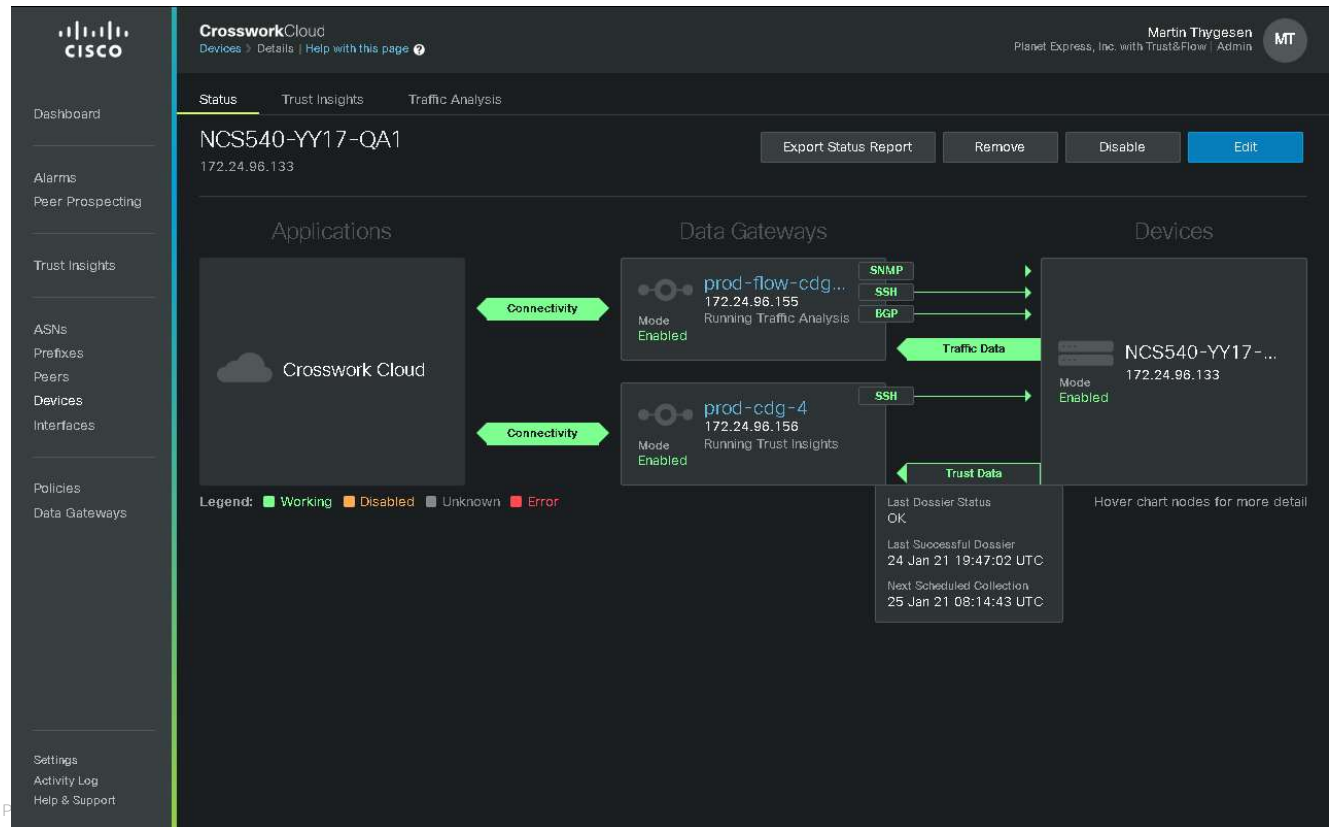 CISCO
CrossworkCloud
Devices > Details | Help with this page ?
Martin Thygesen
Planet Express, Inc. with Trust&Flow | Admin
MT
Dashboard
Alarms
Peer Prospecting
Trust Insights
ASNs
Prefixes
Peers
Devices
Interfaces
Policies
Data Gateways
Settings
Activity Log
Help & Support
Status Trust Insights Traffic Analysis
NCS540-YY17-QA1
172.24.96.133
Export Status Report Remove Disable Edit
Applications Data Gateways Devices
Crosswork Cloud
Connectivity
Connectivity
prod-flow-cdg...
172.24.96.155
Running Traffic Analysis
Mode
Enabled
SNMP
SSH
BGP
Traffic Data
prod-cdg-4
172.24.96.156
Running Trust Insights
Mode
Enabled
SSH
Trust Data
NCS540-YY17-...
172.24.96.133
Mode
Enabled
Legend: Working Disabled Unknown Error
Hover chart nodes for more detail
Last Dossier Status
OK
Last Successful Dossier
24 Jan 21 19:47:02 UTC
Next Scheduled Collection
25 Jan 21 08:14:43 UTC